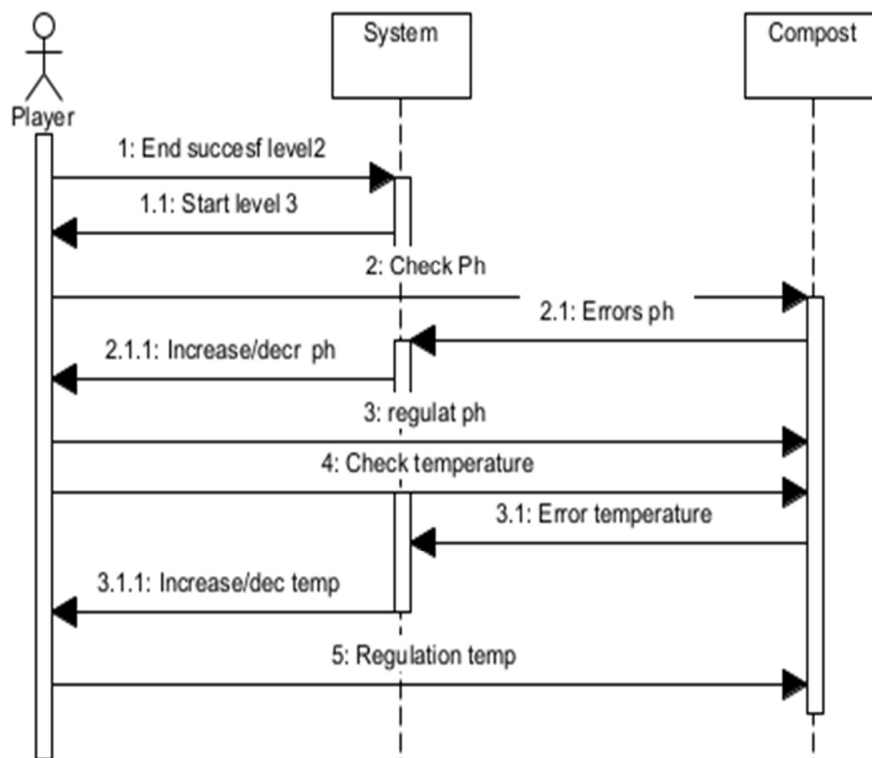 System
Compost
Player
1: End succesf level2
1.1: Start level 3
2: Check Ph
2.1: Errors ph
2.1.1: Increase/decr ph
3: regulat ph
4: Check temperature
3.1: Error temperature
3.1.1: Increase/dec temp
5: Regulation temp